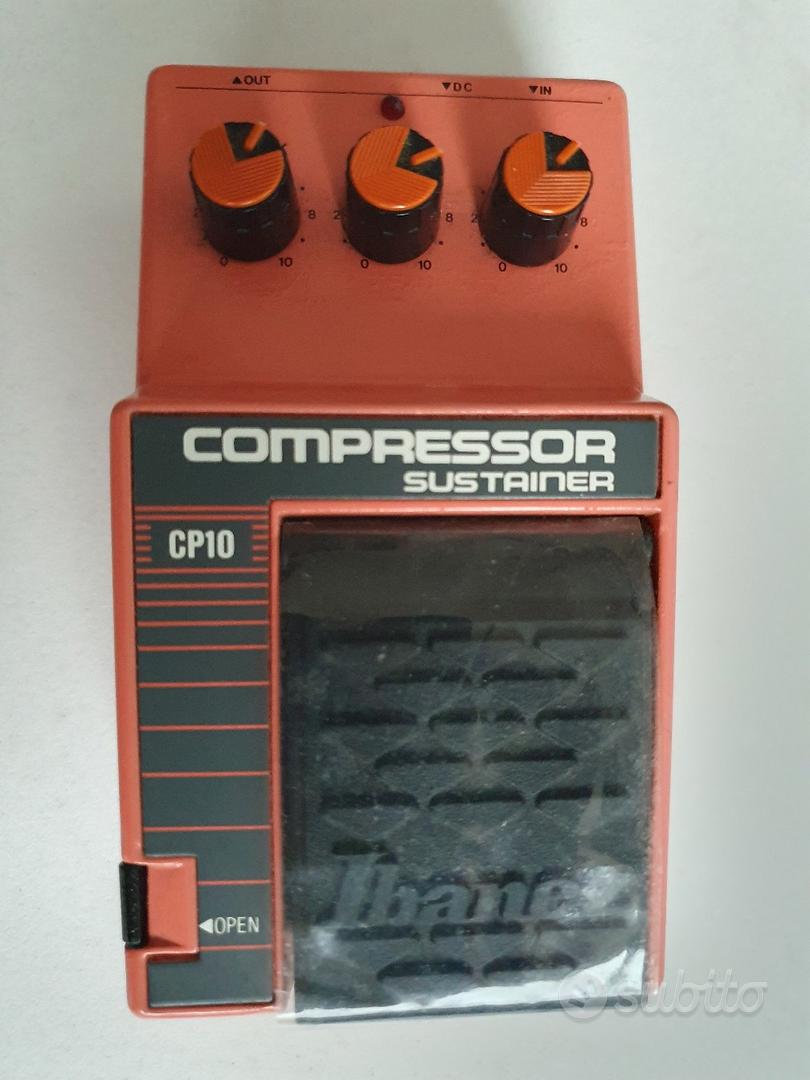 ▲OUT ▼DC ▼IN
2 8 2 8 2 8
0 10 0 10 0 10
COMPRESSOR
SUSTAINER
CP10
Ibanez
◀OPEN
subito